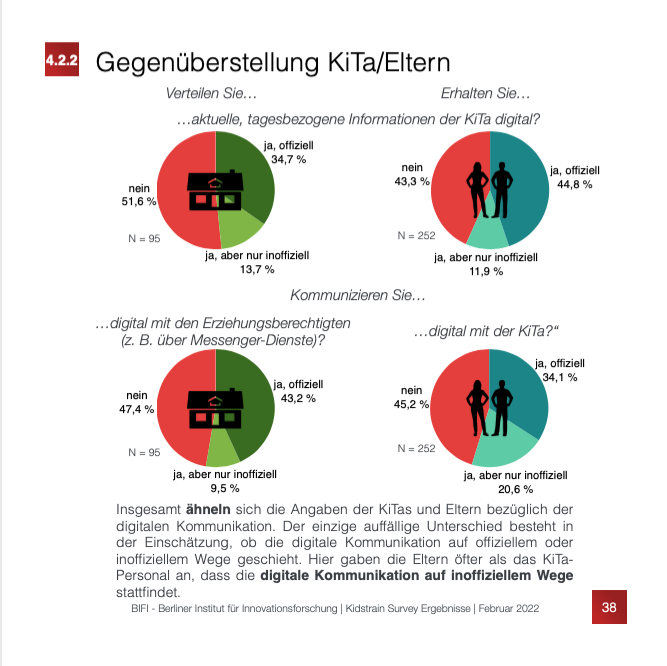 4.2.2 Gegenüberstellung KiTa/Eltern
Verteilen Sie…
Erhalten Sie…
…aktuelle, tagesbezogene Informationen der KiTa digital?
ja, offiziell
34,7 %
nein
51,6 %
N = 95
ja, aber nur inoffiziell
13,7 %
nein
43,3 %
ja, offiziell
44,8 %
N = 252
ja, aber nur inoffiziell
11,9 %
Kommunizieren Sie…
…digital mit den Erziehungsberechtigten
(z. B. über Messenger-Dienste)?
…digital mit der KiTa?“
nein
47,4 %
ja, offiziell
43,2 %
N = 95
ja, aber nur inoffiziell
9,5 %
nein
45,2 %
ja, offiziell
34,1 %
N = 252
ja, aber nur inoffiziell
20,6 %
Insgesamt ähneln sich die Angaben der KiTas und Eltern bezüglich der
digitalen Kommunikation. Der einzige auffällige Unterschied besteht in
der Einschätzung, ob die digitale Kommunikation auf offiziellem oder
inoffiziellem Wege geschieht. Hier gaben die Eltern öfter als das KiTa-
Personal an, dass die digitale Kommunikation auf inoffiziellem Wege
stattfindet.
BIFI - Berliner Institut für Innovationsforschung | Kidstrain Survey Ergebnisse | Februar 2022
38